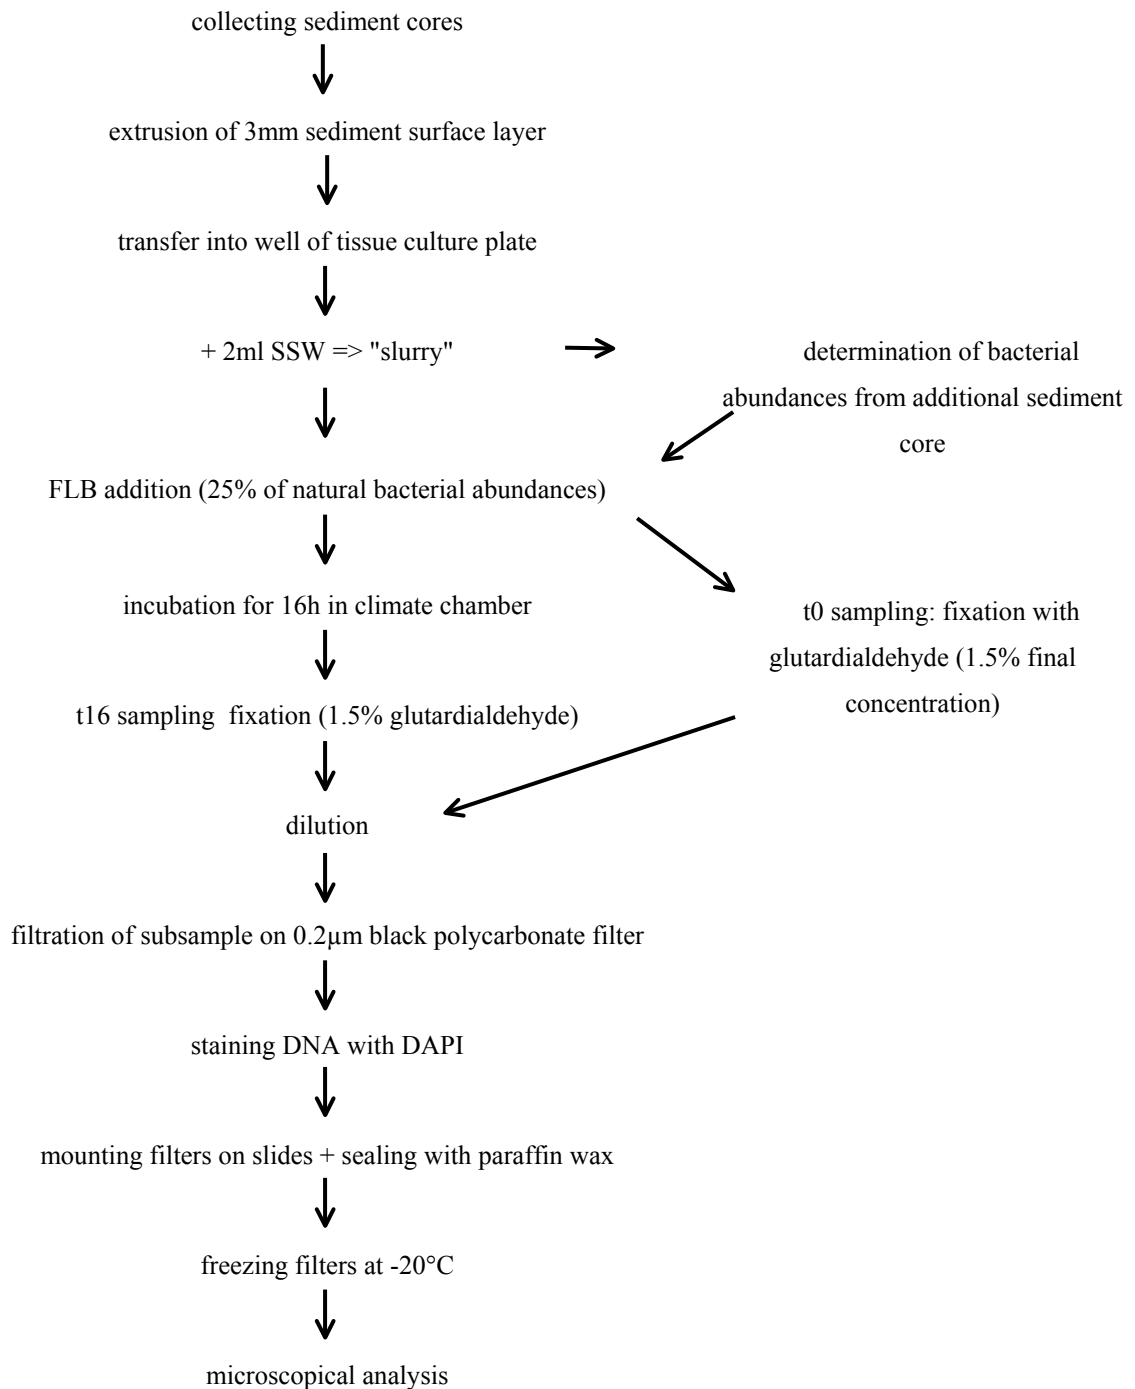 collecting sediment cores
extrusion of 3mm sediment surface layer
transfer into well of tissue culture plate
+ 2ml SSW => "slurry"
determination of bacterial
abundances from additional sediment
core
FLB addition (25% of natural bacterial abundances)
incubation for 16h in climate chamber
t0 sampling: fixation with
glutardialdehyde (1.5% final
concentration)
t16 sampling  fixation (1.5% glutardialdehyde)
dilution
filtration of subsample on 0.2µm black polycarbonate filter
staining DNA with DAPI
mounting filters on slides + sealing with paraffin wax
freezing filters at -20°C
microscopical analysis